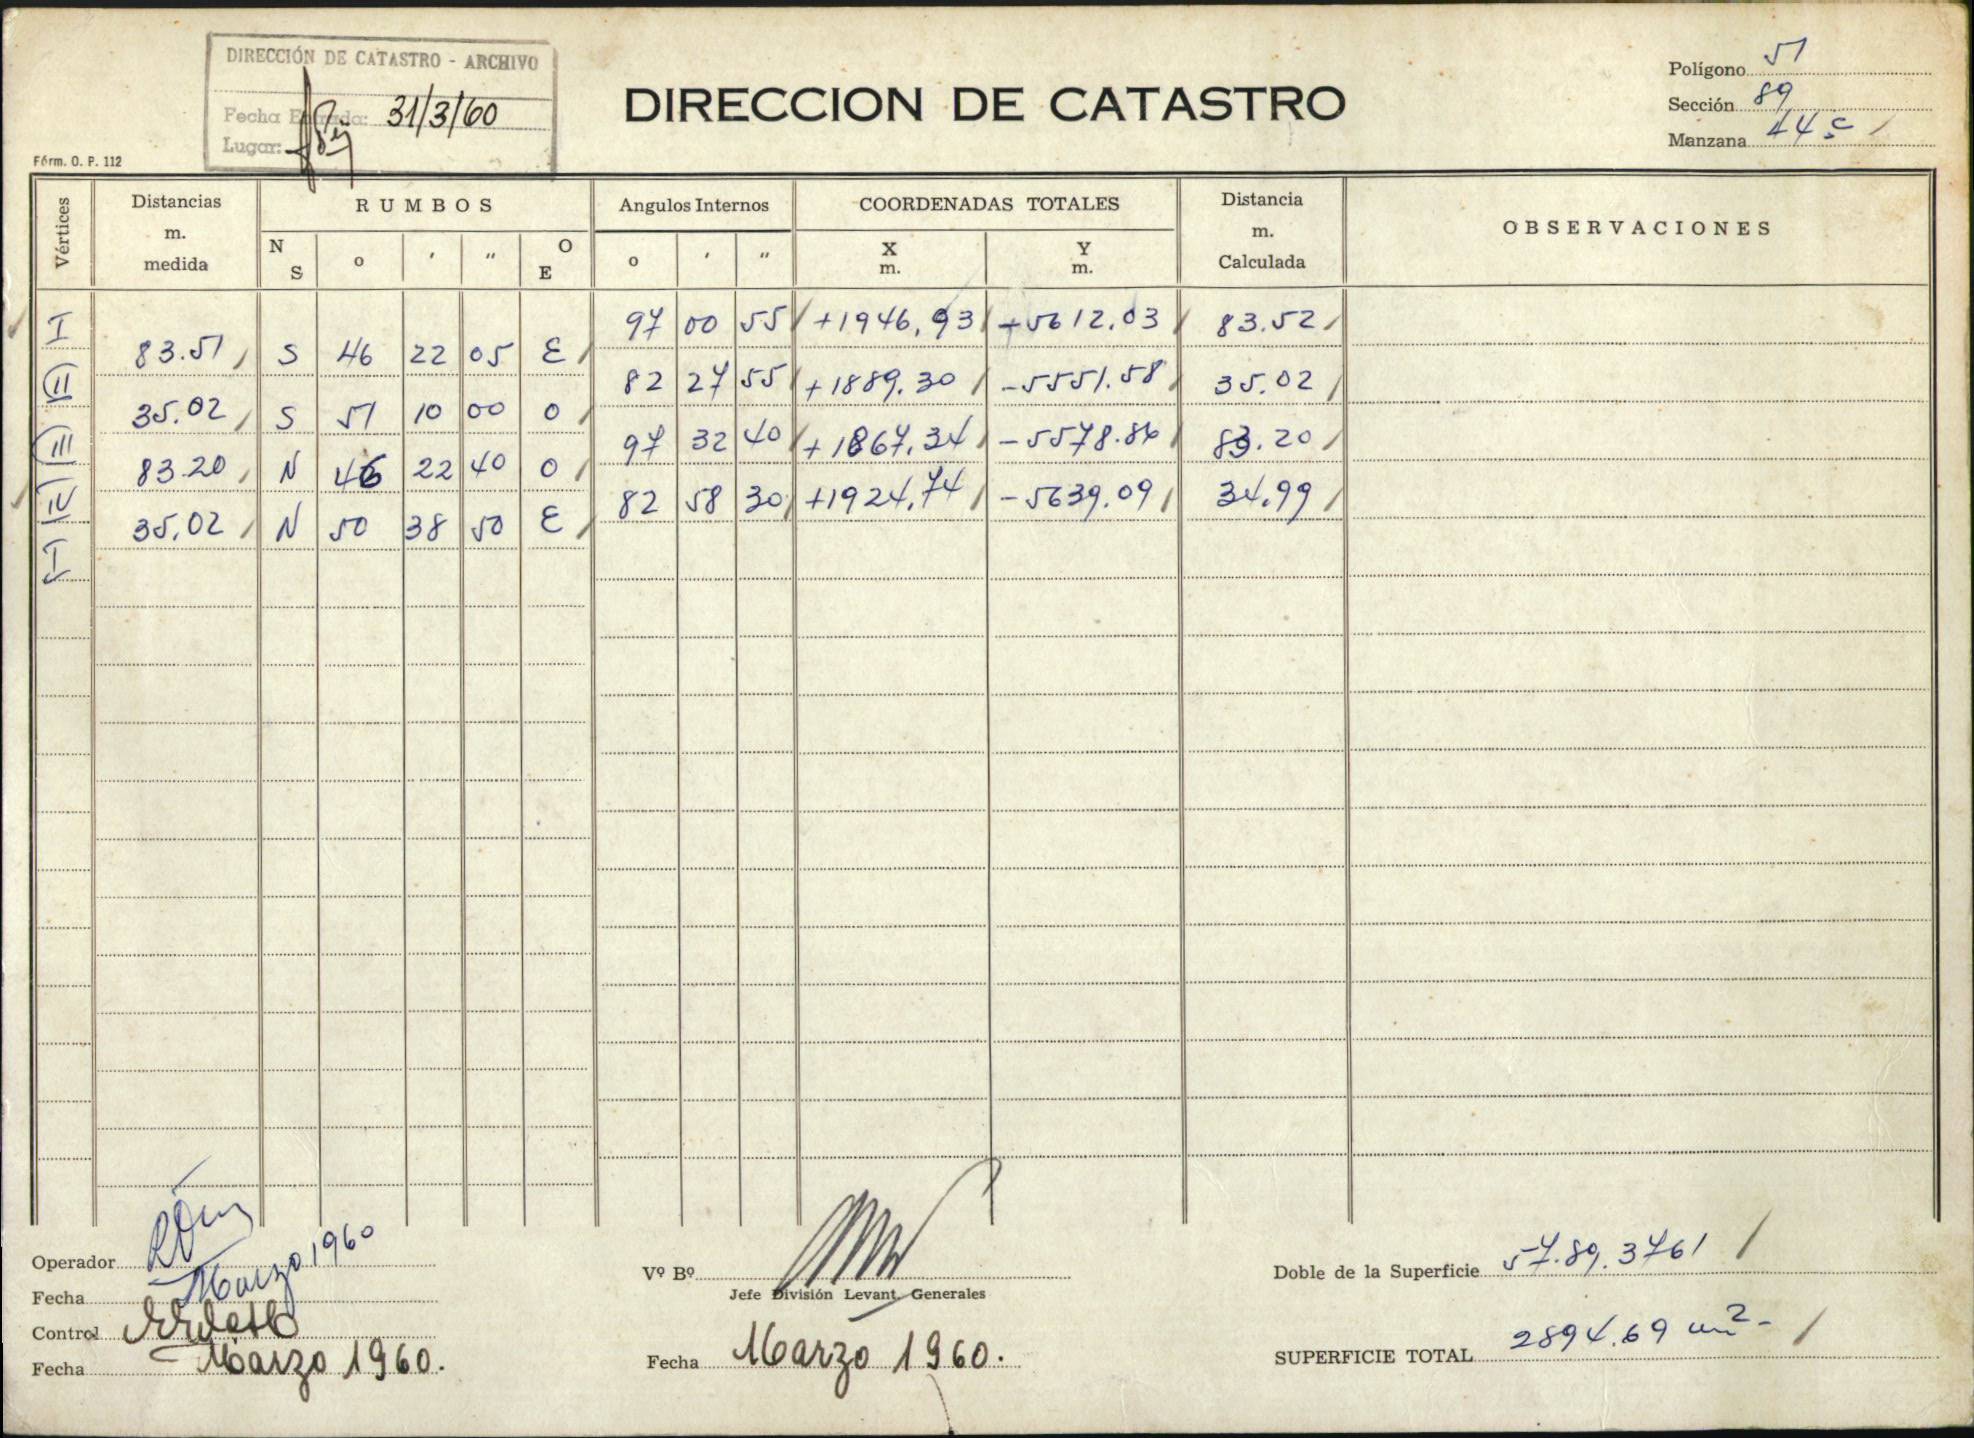 DIRECCIÓN DE CATASTRO - ARCHIVO
Fecha Entrada: 31/3/60
Lugar:
Fórm. O. P. 112
DIRECCION DE CATASTRO
Polígono 51
Sección 89
Manzana 44 c
Vértices
Distancias m. medida
RUMBOS
N S o ' " O E
Angulos Internos
o ' "
COORDENADAS TOTALES
X m. Y m.
Distancia m. Calculada
OBSERVACIONES
I 97 00 55 +1946,93 -5612.03 83.52
83.51 S 46 22 05 E
II 82 27 55 +1889.30 -5551.58 35.02
35.02 S 51 10 00 O
III 97 32 40 +1867.34 -5578.86 83.20
83.20 N 46 22 40 O
IV 82 58 30 +1924.74 -5639.09 34.99
35.02 N 50 38 50 E
I
Operador
Fecha Marzo 1960
Control
Fecha Marzo 1960.
Vº Bº
Jefe División Levant. Generales
Fecha Marzo 1960.
Doble de la Superficie 57.89.3761
SUPERFICIE TOTAL 2894.69 m2-